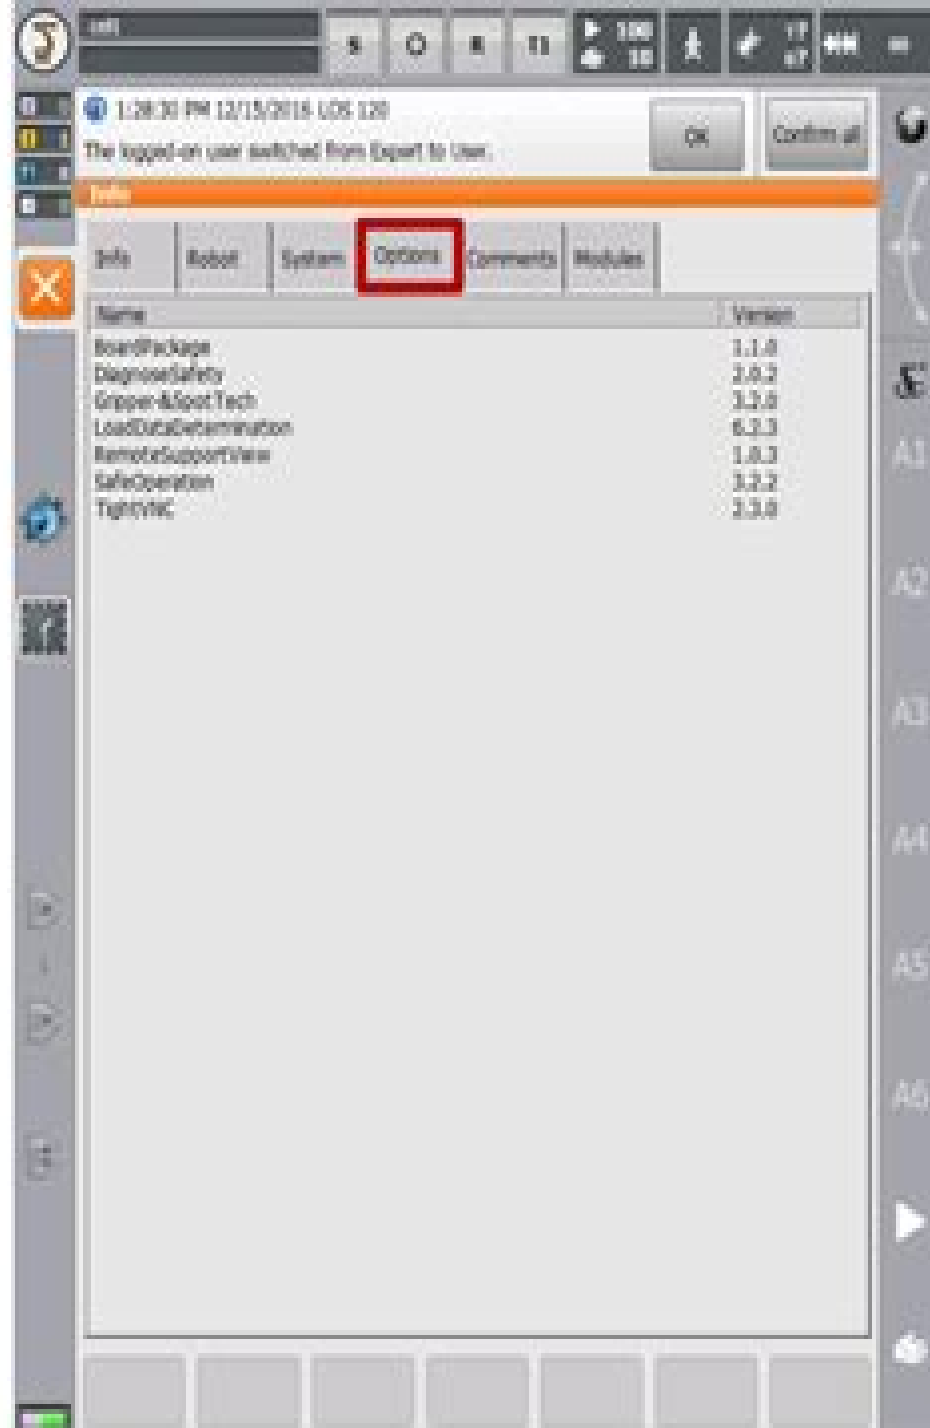 S O R T1
100
10
1:28:30 PM 12/15/2016 LOS 120
The logged-on user switched from Expert to User.
OK
Confirm all
Info
Info Robot System Options Comments Modules
Name Version
BoardPackage 1.1.0
DiagnoseSafety 2.0.2
Gripper-&SpotTech 3.2.0
LoadDataDetermination 6.2.3
RemoteSupportView 1.0.3
SafeOperation 3.2.2
TightVNC 2.3.0
A1
A2
A3
A4
A5
A6